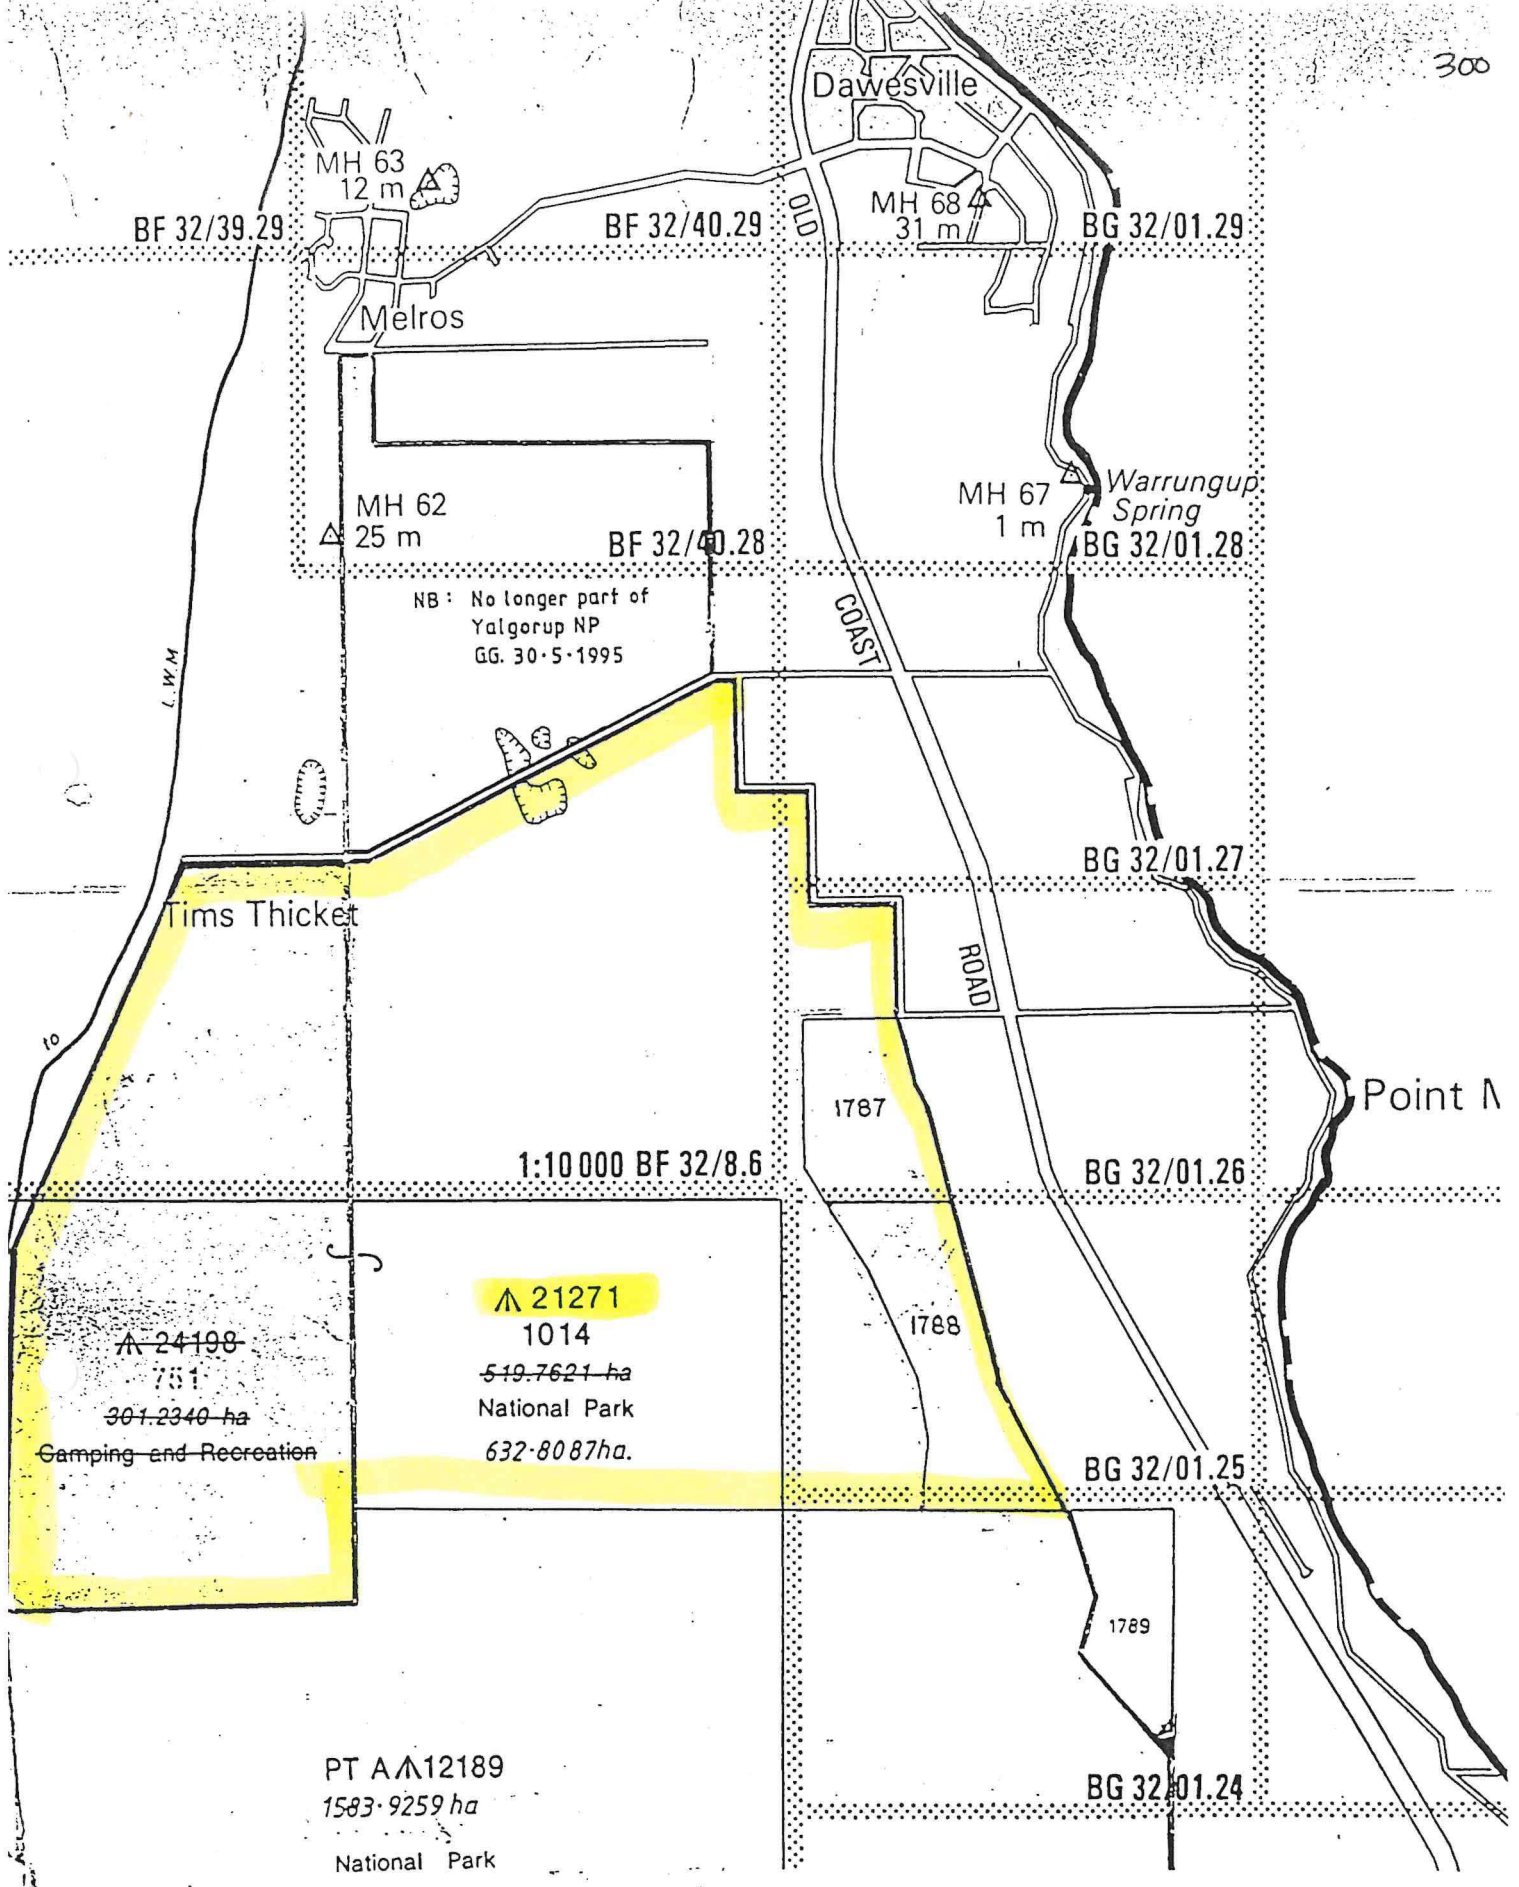 300
Dawesville
MH 63
12 m
MH 68
31 m
OLD
BF 32/39.29
BF 32/40.29
BG 32/01.29
Melros
MH 62
25 m
MH 67
1 m
Warrungup
Spring
BF 32/40.28
BG 32/01.28
NB: No longer part of
Yalgorup NP
GG. 30·5·1995
COAST
L.W.M
BG 32/01.27
Tims Thicket
ROAD
10
1787
Point
1:10 000 BF 32/8.6
BG 32/01.26
21271
1014
519.7621 ha
National Park
632·8087ha.
24198
751
301.2340 ha
Camping and Recreation
1788
BG 32/01.25
1789
PT A 12189
1583·9259 ha
National Park
BG 32/01.24